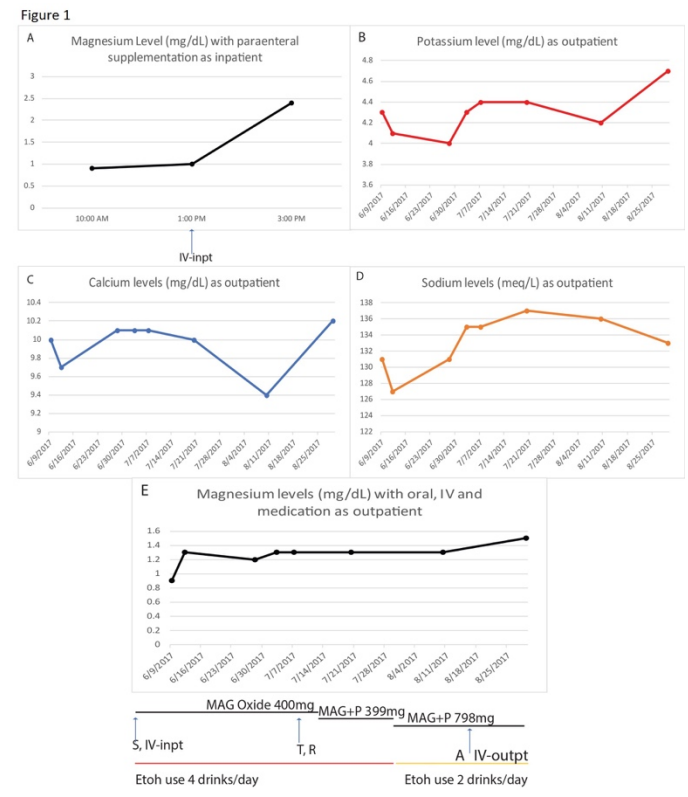 Figure 1
A
Magnesium Level (mg/dL) with paraenteral
supplementation as inpatient
3
2.5
2
1.5
1
0.5
0
10:00 AM 1:00 PM 3:00 PM
IV-inpt
B
Potassium level (mg/dL) as outpatient
4.8
4.6
4.4
4.2
4
3.8
3.6
6/9/2017 6/16/2017 6/23/2017 6/30/2017 7/7/2017 7/14/2017 7/21/2017 7/28/2017 8/4/2017 8/11/2017 8/18/2017 8/25/2017
C
Calcium levels (mg/dL) as outpatient
10.4
10.2
10
9.8
9.6
9.4
9.2
9
6/9/2017 6/16/2017 6/23/2017 6/30/2017 7/7/2017 7/14/2017 7/21/2017 7/28/2017 8/4/2017 8/11/2017 8/18/2017 8/25/2017
D
Sodium levels (meq/L) as outpatient
138
136
134
132
130
128
126
124
122
6/9/2017 6/16/2017 6/23/2017 6/30/2017 7/7/2017 7/14/2017 7/21/2017 7/28/2017 8/4/2017 8/11/2017 8/18/2017 8/25/2017
E
Magnesium levels (mg/dL) with oral, IV and
medication as outpatient
1.6
1.4
1.2
1
0.8
0.6
0.4
0.2
0
6/9/2017 6/16/2017 6/23/2017 6/30/2017 7/7/2017 7/14/2017 7/21/2017 7/28/2017 8/4/2017 8/11/2017 8/18/2017 8/25/2017
MAG Oxide 400mg
MAG+P 399mg
MAG+P 798mg
S, IV-inpt
T, R
A IV-outpt
Etoh use 4 drinks/day
Etoh use 2 drinks/day